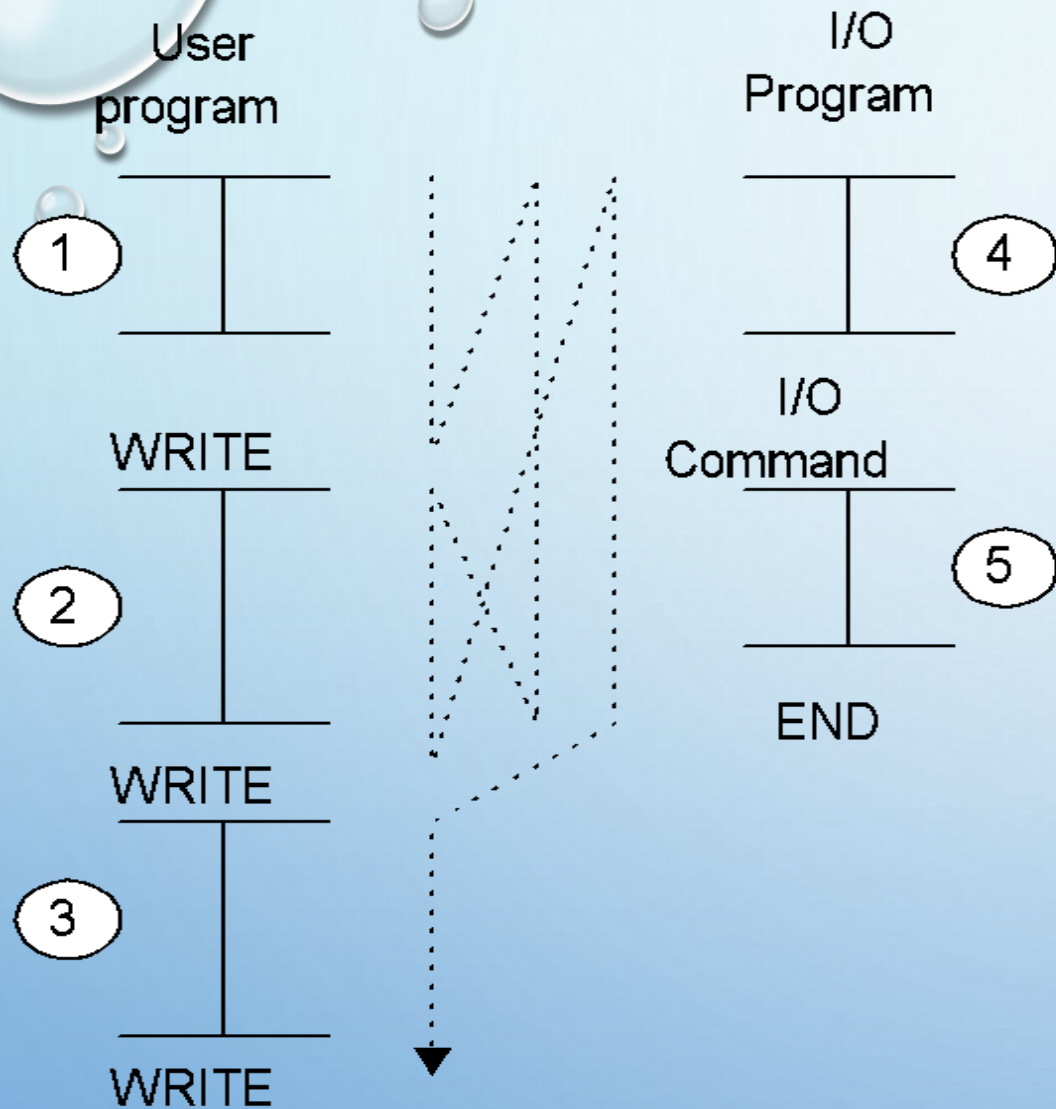 User
program
I/O
Program
1
4
I/O
Command
WRITE
2
5
END
WRITE
3
WRITE